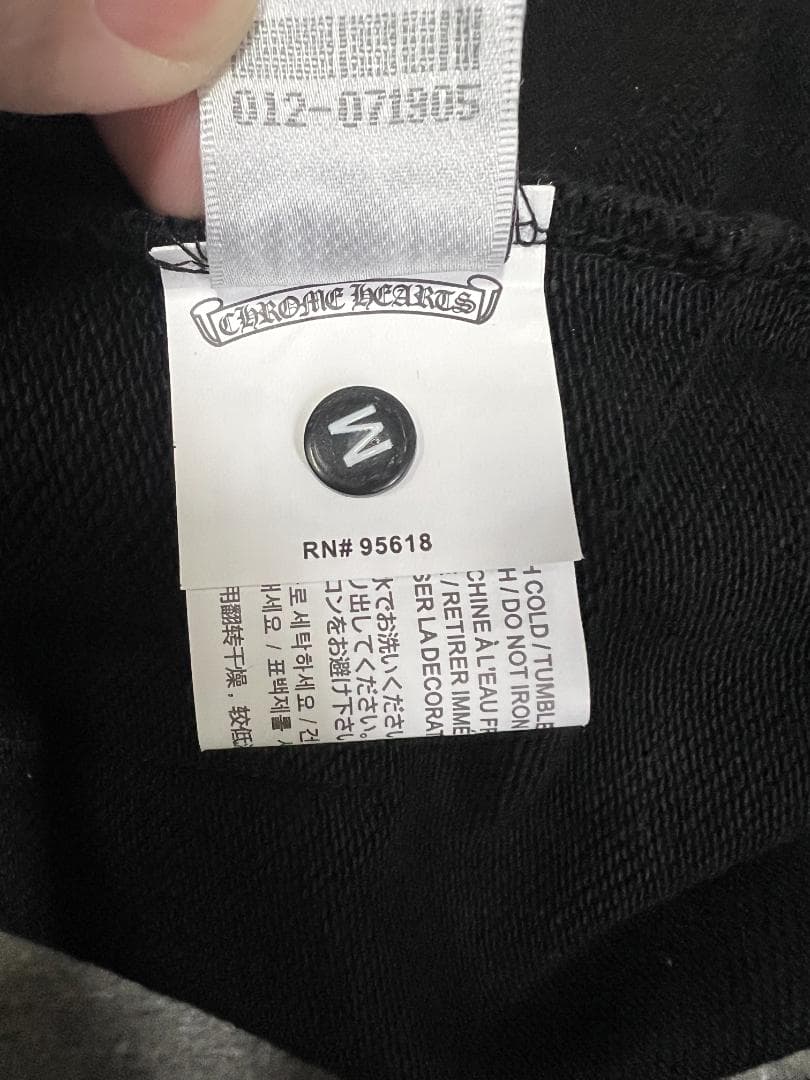 012-071905
CHROME HEARTS
M
RN# 95618
COLD / TUMBLE
H / DO NOT IRON
CHINE À L'EAU FR
/ RETIRER IMMÉ
SER LA DECORAT
水でお洗いくださ
出してください。
コンをお避け下さ
로 세탁하세요 / 건
세요 / 표백제를
用翻转干燥，较低